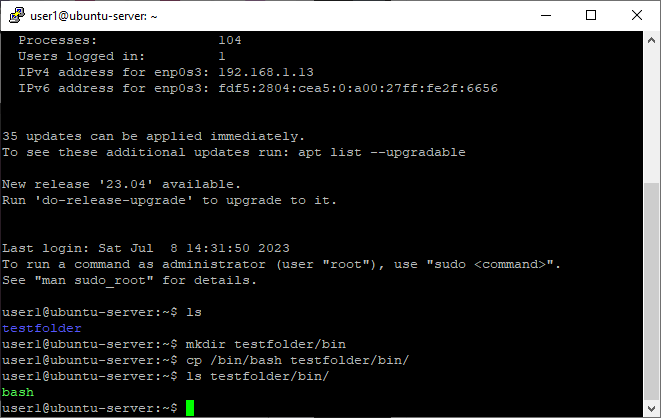 user1@ubuntu-server: ~
Processes: 104
Users logged in: 1
IPv4 address for enp0s3: 192.168.1.13
IPv6 address for enp0s3: fdf5:2804:cea5:0:a00:27ff:fe2f:6656
35 updates can be applied immediately.
To see these additional updates run: apt list --upgradable
New release '23.04' available.
Run 'do-release-upgrade' to upgrade to it.
Last login: Sat Jul  8 14:31:50 2023
To run a command as administrator (user "root"), use "sudo <command>".
See "man sudo_root" for details.
user1@ubuntu-server:~$ ls
testfolder
user1@ubuntu-server:~$ mkdir testfolder/bin
user1@ubuntu-server:~$ cp /bin/bash testfolder/bin/
user1@ubuntu-server:~$ ls testfolder/bin/
bash
user1@ubuntu-server:~$